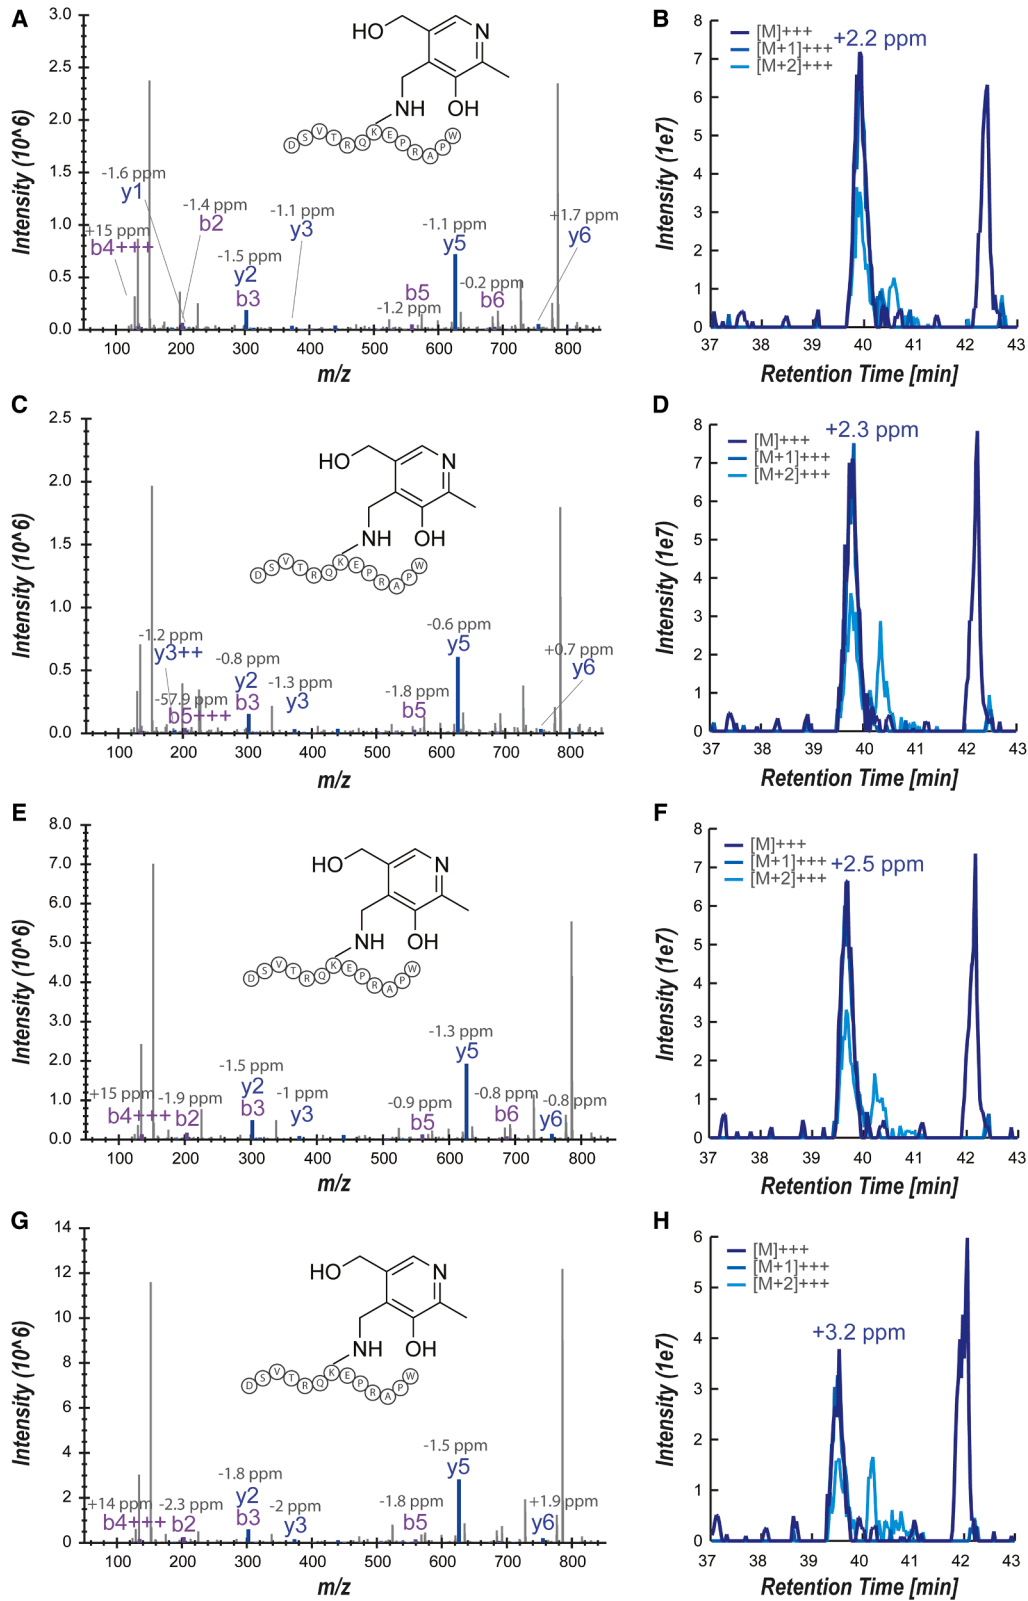 A
3.0
2.5
2.0
1.5
1.0
0.5
0.0
Intensity (10^6)
HO
N
NH
OH
D S V T R Q K E P R A P W
-1.6 ppm
y1
-1.4 ppm
b2
-1.1 ppm
y3
+15 ppm
b4+++
-1.5 ppm
y2
b3
-1.1 ppm
y5
+1.7 ppm
y6
b5
-1.2 ppm
-0.2 ppm
b6
100 200 300 400 500 600 700 800
m/z
B
8
7
6
5
4
3
2
1
0
Intensity (1e7)
[M]+++
[M+1]+++
[M+2]+++
+2.2 ppm
37 38 39 40 41 42 43
Retention Time [min]
C
2.5
2.0
1.5
1.0
0.5
0.0
Intensity (10^6)
HO
N
NH
OH
D S V T R Q K E P R A P W
-1.2 ppm
y3++
-57.9 ppm
b5+++
-0.8 ppm
y2
b3
-1.3 ppm
y3
-1.8 ppm
b5
-0.6 ppm
y5
+0.7 ppm
y6
100 200 300 400 500 600 700 800
m/z
D
8
7
6
5
4
3
2
1
0
Intensity (1e7)
[M]+++
[M+1]+++
[M+2]+++
+2.3 ppm
37 38 39 40 41 42 43
Retention Time [min]
E
8.0
7.0
6.0
5.0
4.0
3.0
2.0
1.0
0.0
Intensity (10^6)
HO
N
NH
OH
D S V T R Q K E P R A P W
+15 ppm
b4+++
-1.9 ppm
b2
-1.5 ppm
y2
b3
-1 ppm
y3
-0.9 ppm
b5
-1.3 ppm
y5
-0.8 ppm
b6
-0.8 ppm
y6
100 200 300 400 500 600 700 800
m/z
F
8
7
6
5
4
3
2
1
0
Intensity (1e7)
[M]+++
[M+1]+++
[M+2]+++
+2.5 ppm
37 38 39 40 41 42 43
Retention Time [min]
G
14
12
10
8
6
4
2
0
Intensity (10^6)
HO
N
NH
OH
D S V T R Q K E P R A P W
+14 ppm
b4+++
-2.3 ppm
b2
-1.8 ppm
y2
b3
-2 ppm
y3
-1.8 ppm
b5
-1.5 ppm
y5
+1.9 ppm
y6
100 200 300 400 500 600 700 800
m/z
H
6
5
4
3
2
1
0
Intensity (1e7)
[M]+++
[M+1]+++
[M+2]+++
+3.2 ppm
37 38 39 40 41 42 43
Retention Time [min]